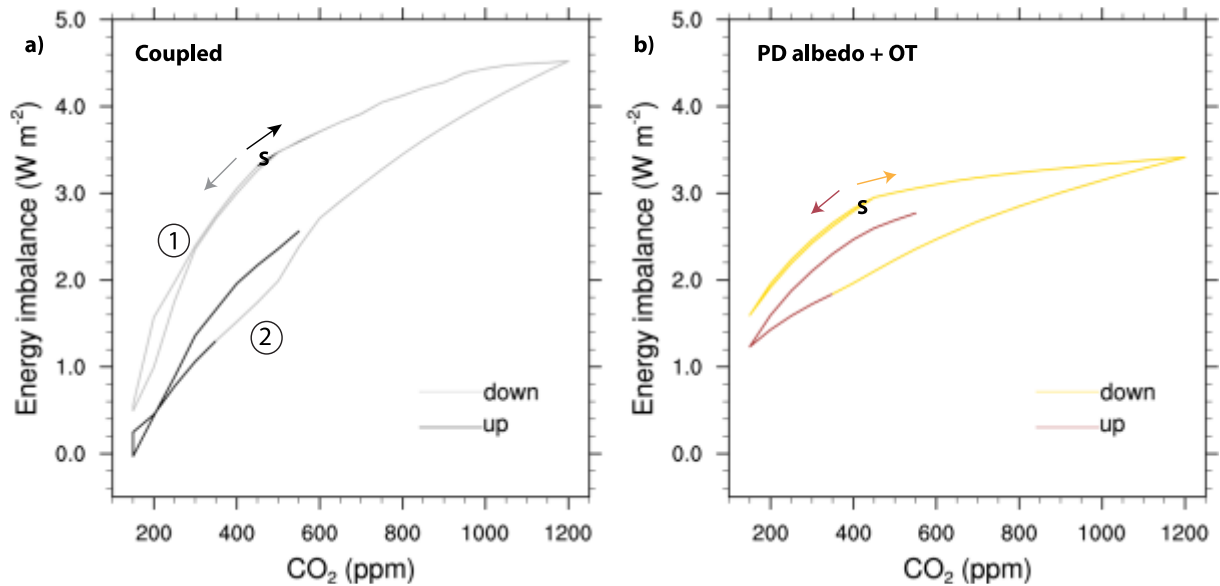 a)
Coupled
5.0
4.0
3.0
2.0
1.0
0.0
Energy imbalance (W m⁻²)
s
1
2
down
up
200 400 600 800 1000 1200
CO₂ (ppm)
b)
PD albedo + OT
5.0
4.0
3.0
2.0
1.0
0.0
Energy imbalance (W m⁻²)
s
down
up
200 400 600 800 1000 1200
CO₂ (ppm)